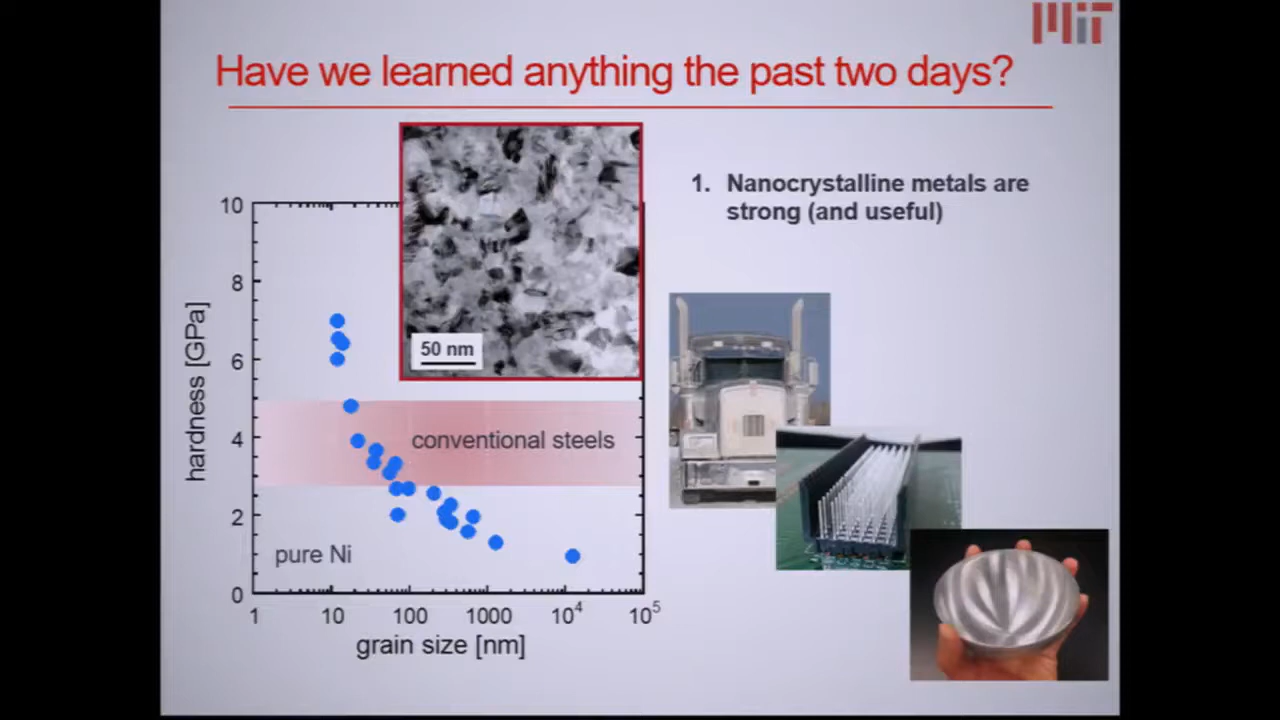 MIT
Have we learned anything the past two days?
1. Nanocrystalline metals are
strong (and useful)
50 nm
hardness [GPa]
10
8
6
4
2
0
conventional steels
pure Ni
1 10 100 1000 10⁴ 10⁵
grain size [nm]